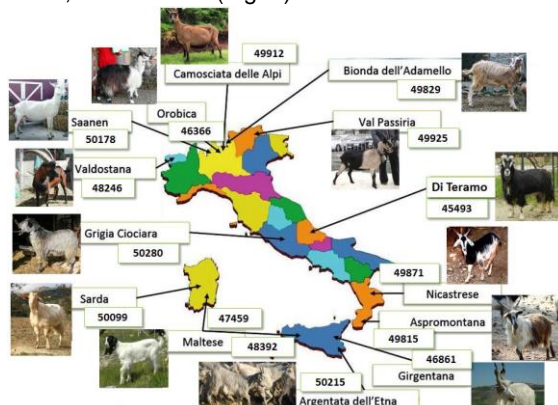 49912
Camosciata delle Alpi
Bionda dell'Adamello
49829
Orobica
46366
Saanen
50178
Val Passiria
49925
Valdostana
48246
Di Teramo
45493
Grigia Ciociara
50280
49871
Nicastrese
Sarda
50099
47459
Maltese
48392
Aspromontana
49815
46861
Girgentana
50215
Argentata dell'Etna